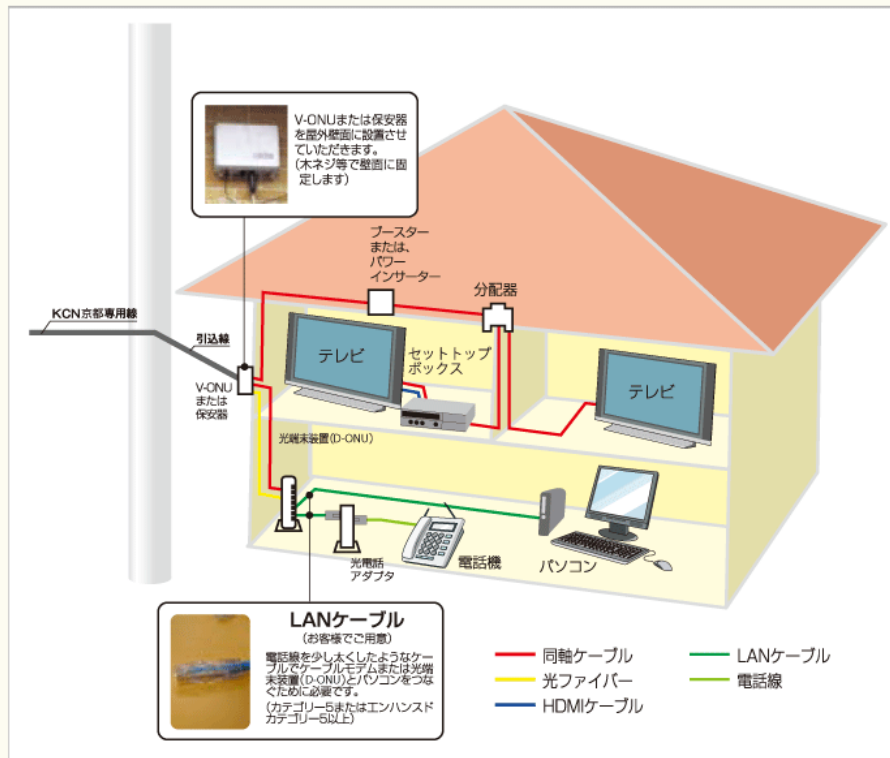 V-ONUまたは保安器
を屋外壁面に設置させ
ていただきます。
(木ネジ等で壁面に固
定します)
ブースター
または、
パワー
インサーター
分配器
KCN京都専用線
引込線
テレビ
セットトップ
ボックス
テレビ
V-ONU
または
保安器
光端末装置(D-ONU)
光電話
アダプタ
電話機
パソコン
LANケーブル
(お客様でご用意)
電話線を少し太くしたようなケー
ブルでケーブルモデムまたは光端
末装置(D-ONU)とパソコンをつな
ぐために必要です。
(カテゴリー5またはエンハンスド
カテゴリー5以上)
同軸ケーブル
光ファイバー
HDMIケーブル
LANケーブル
電話線